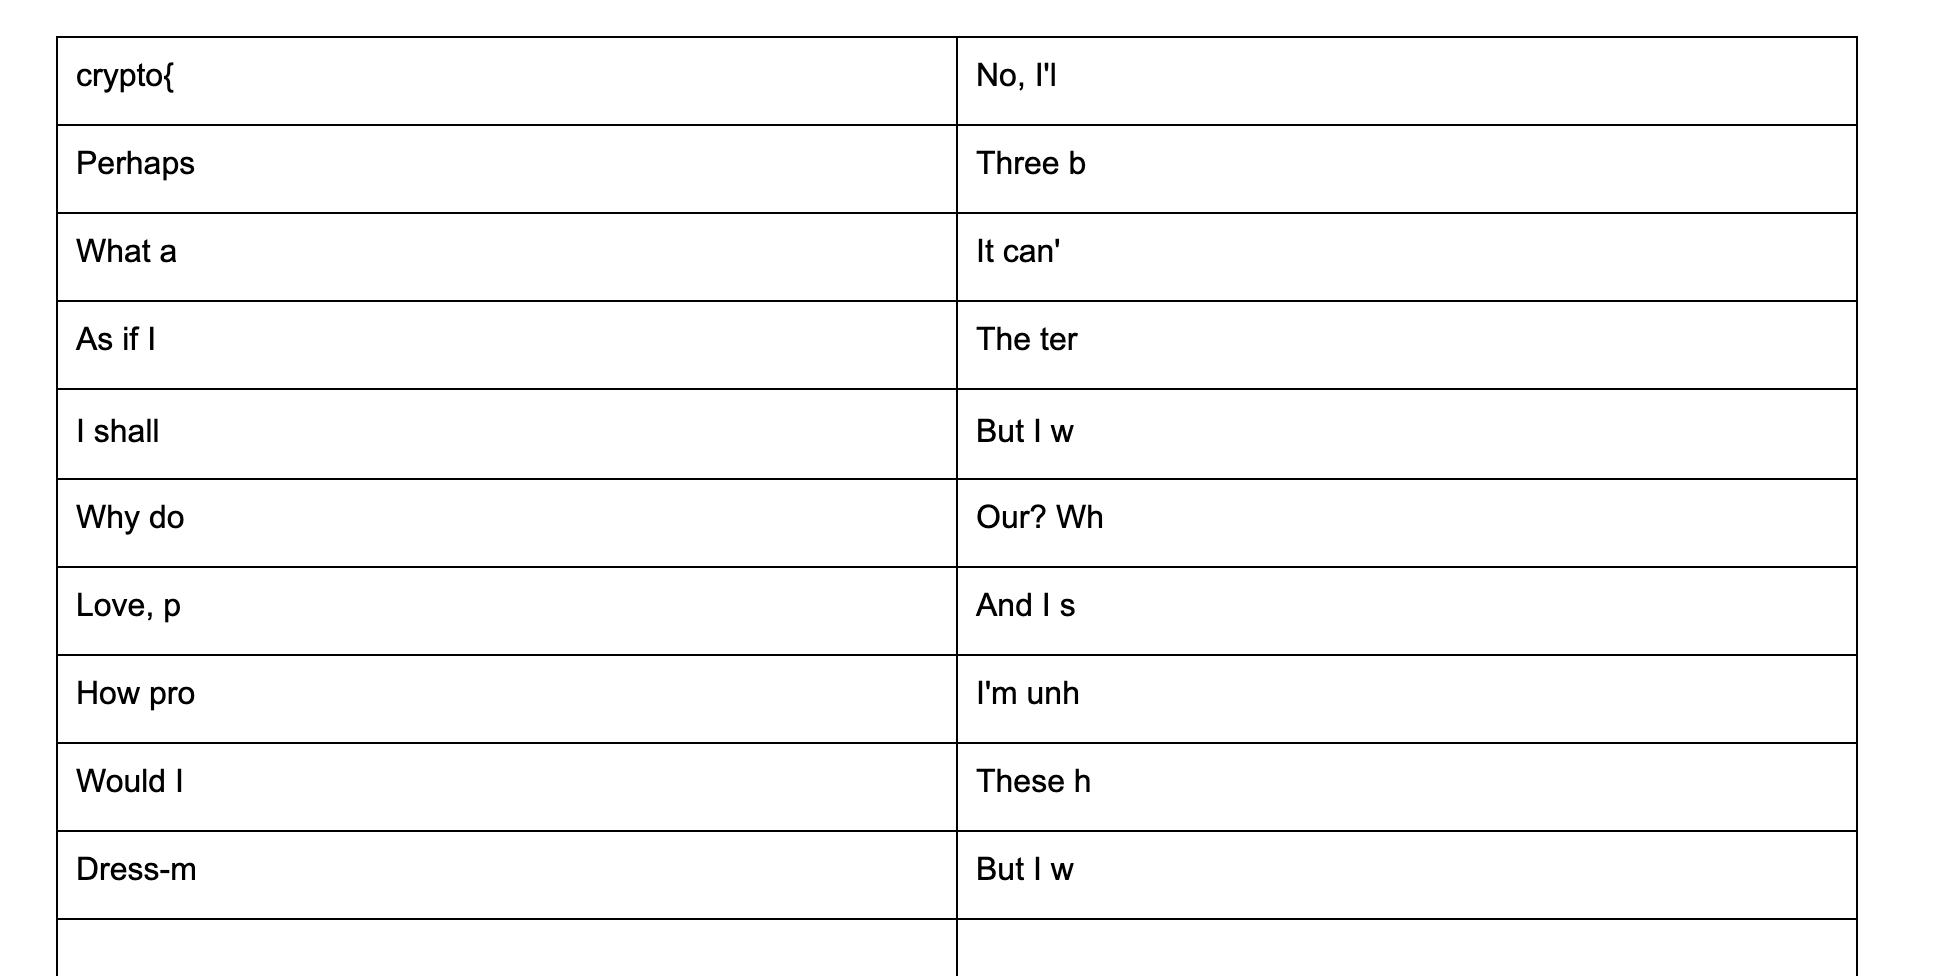 crypto{ No, I'l
Perhaps Three b
What a It can'
As if I The ter
I shall But I w
Why do Our? Wh
Love, p And I s
How pro I'm unh
Would I These h
Dress-m But I w